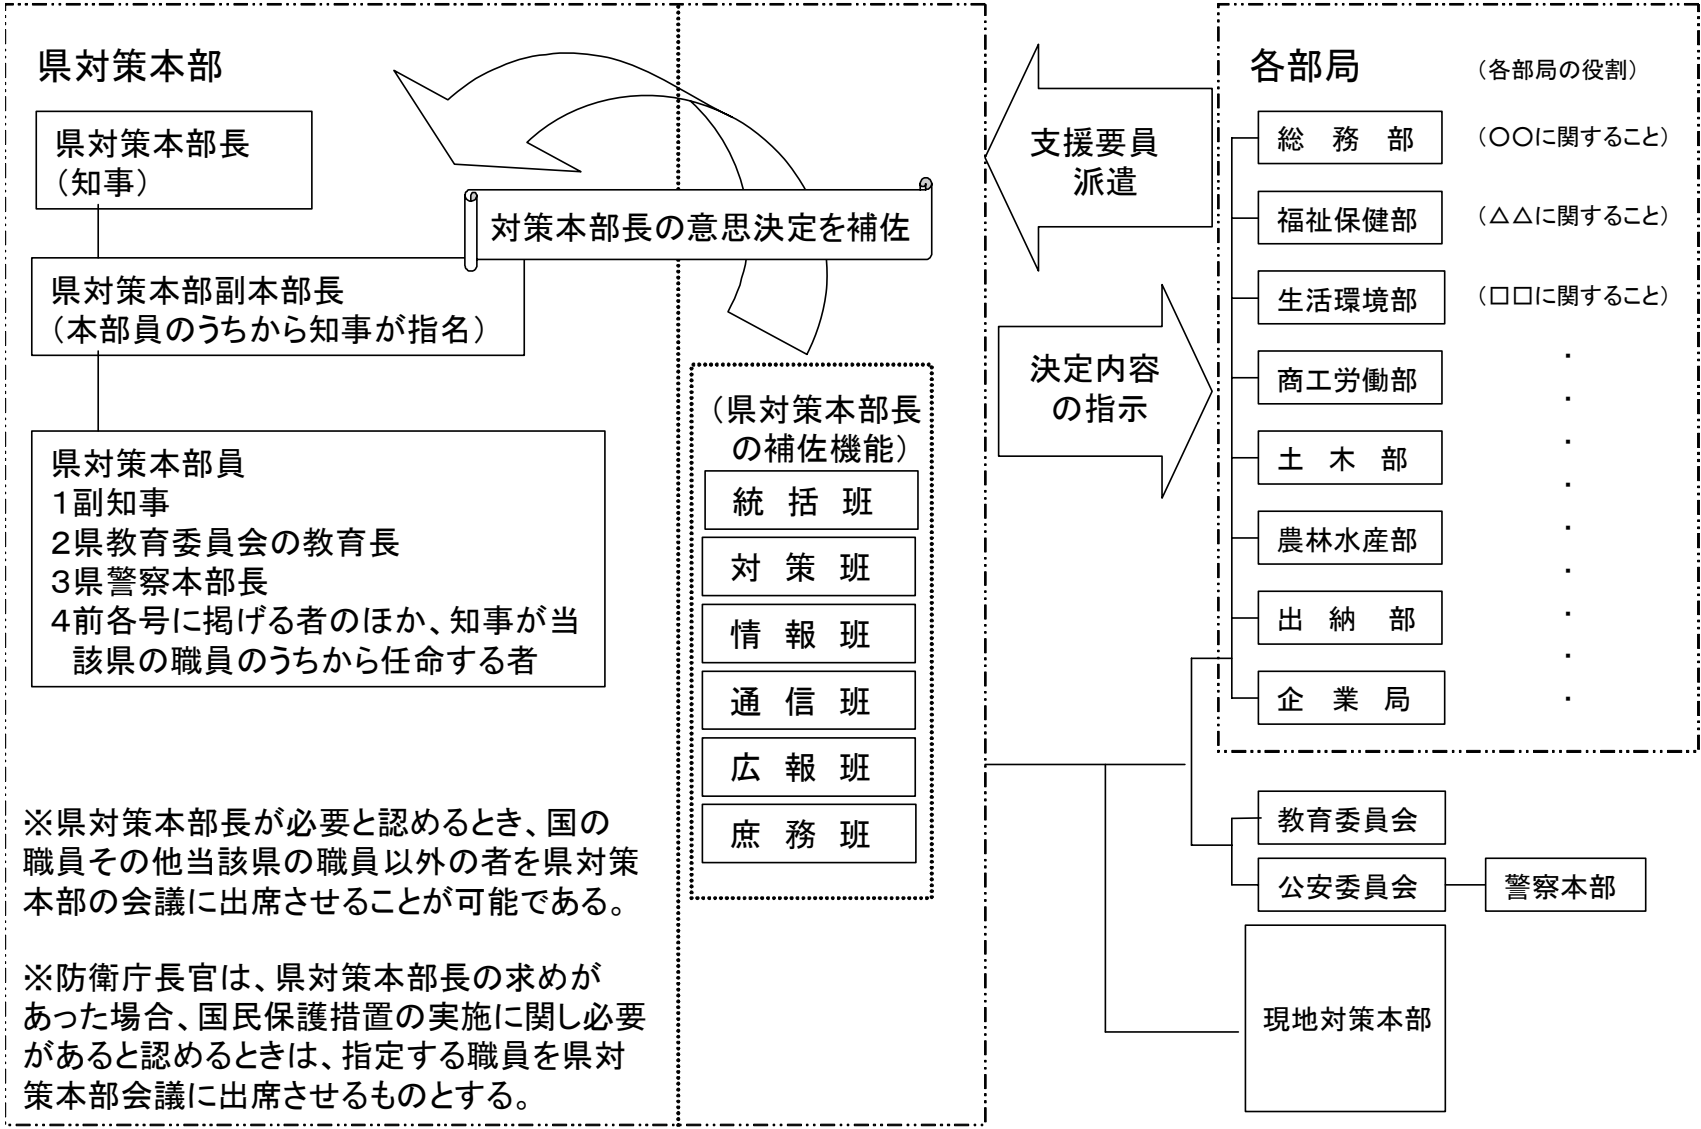 県対策本部
県対策本部長
（知事）
県対策本部副本部長
（本部員のうちから知事が指名）
県対策本部員
１副知事
２県教育委員会の教育長
３県警察本部長
４前各号に掲げる者のほか、知事が当
該県の職員のうちから任命する者
※県対策本部長が必要と認めるとき、国の
職員その他当該県の職員以外の者を県対策
本部の会議に出席させることが可能である。
※防衛庁長官は、県対策本部長の求めが
あった場合、国民保護措置の実施に関し必要
があると認めるときは、指定する職員を県対
策本部会議に出席させるものとする。
対策本部長の意思決定を補佐
（県対策本部長
の補佐機能）
統　括　班
対　策　班
情　報　班
通　信　班
広　報　班
庶　務　班
支援要員
派遣
決定内容
の指示
各部局
（各部局の役割）
総　務　部
（○○に関すること）
福祉保健部
（△△に関すること）
生活環境部
（□□に関すること）
商工労働部
土　木　部
農林水産部
出　納　部
企　業　局
・
・
・
・
・
・
・
・
・
教育委員会
公安委員会
警察本部
現地対策本部